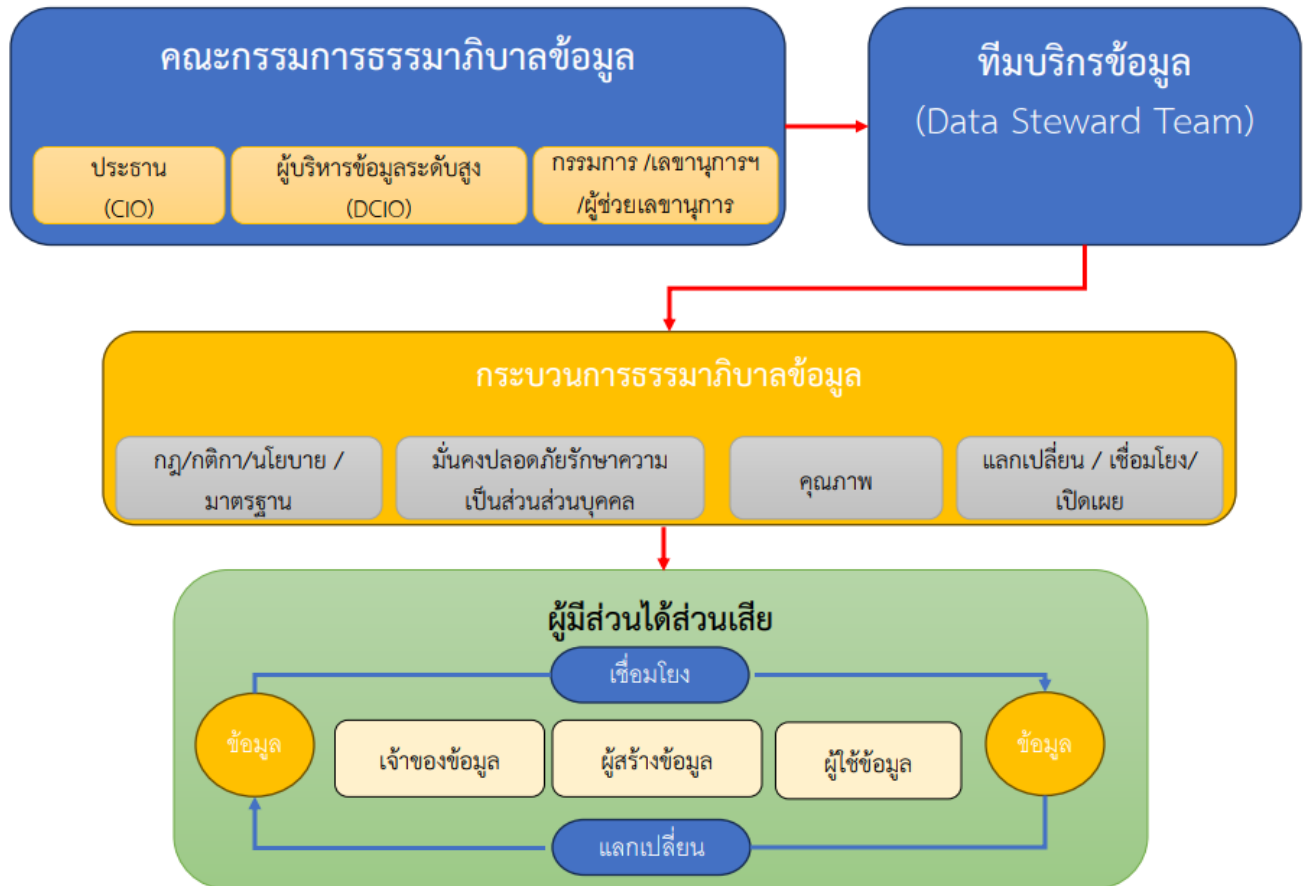 คณะกรรมการธรรมาภิบาลข้อมูล
ประธาน
(CIO)
ผู้บริหารข้อมูลระดับสูง
(DCIO)
กรรมการ /เลขานุการฯ
/ผู้ช่วยเลขานุการ
ทีมบริกรข้อมูล
(Data Steward Team)
กระบวนการธรรมาภิบาลข้อมูล
กฎ/กติกา/นโยบาย /
มาตรฐาน
มั่นคงปลอดภัยรักษาความ
เป็นส่วนส่วนบุคคล
คุณภาพ
แลกเปลี่ยน / เชื่อมโยง/
เปิดเผย
ผู้มีส่วนได้ส่วนเสีย
เชื่อมโยง
ข้อมูล
เจ้าของข้อมูล
ผู้สร้างข้อมูล
ผู้ใช้ข้อมูล
ข้อมูล
แลกเปลี่ยน